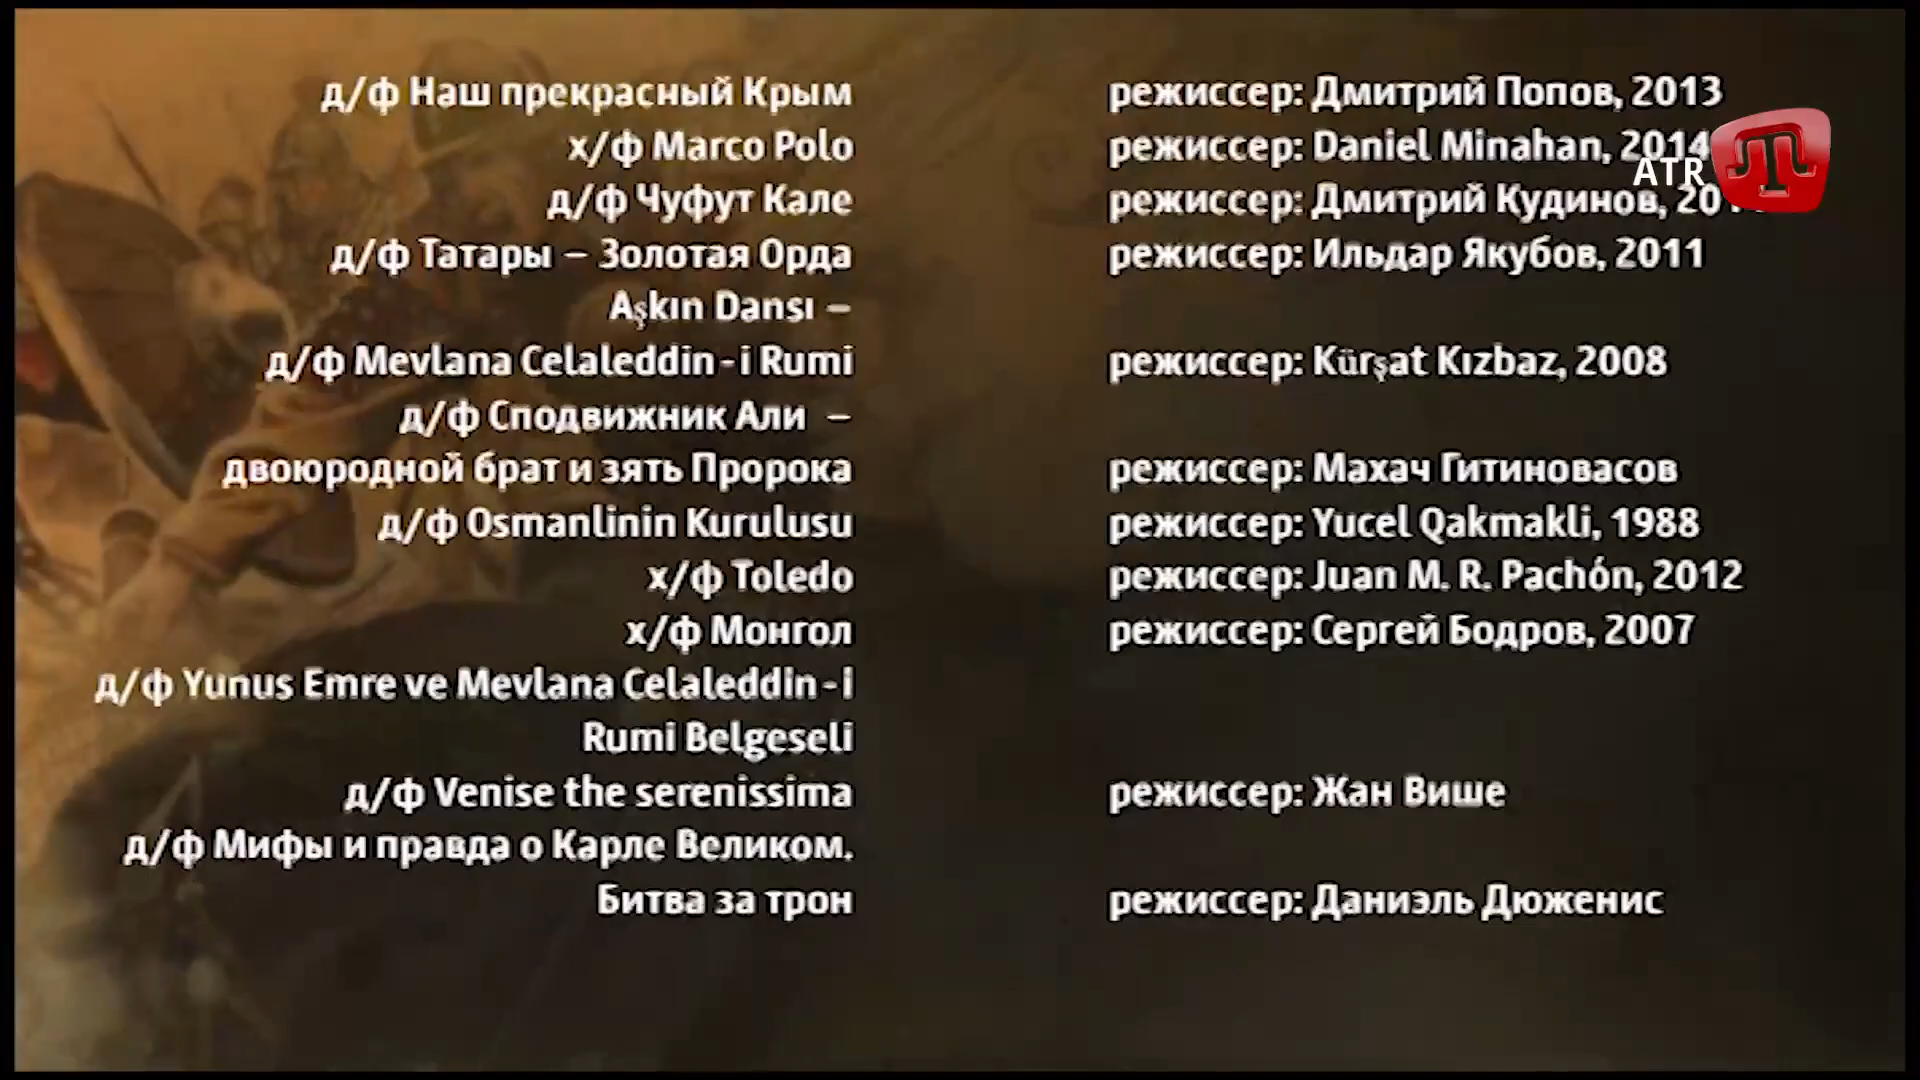 д/ф Наш прекрасный Крым режиссер: Дмитрий Попов, 2013
х/ф Marco Polo режиссер: Daniel Minahan, 2014
ATR
д/ф Чуфут Кале режиссер: Дмитрий Кудинов,
д/ф Татары – Золотая Орда режиссер: Ильдар Якубов, 2011
Aşkın Dansı –
д/ф Mevlana Celaleddin-i Rumi режиссер: Kürşat Kızbaz, 2008
д/ф Сподвижник Али –
двоюродной брат и зять Пророка режиссер: Махач Гитиновасов
д/ф Osmanlinin Kurulusu режиссер: Yucel Qakmakli, 1988
х/ф Toledo режиссер: Juan M. R. Pachón, 2012
х/ф Монгол режиссер: Сергей Бодров, 2007
д/ф Yunus Emre ve Mevlana Celaleddin-i
Rumi Belgeseli
д/ф Venise the serenissima режиссер: Жан Више
д/ф Мифы и правда о Карле Великом.
Битва за трон режиссер: Даниэль Дюженис